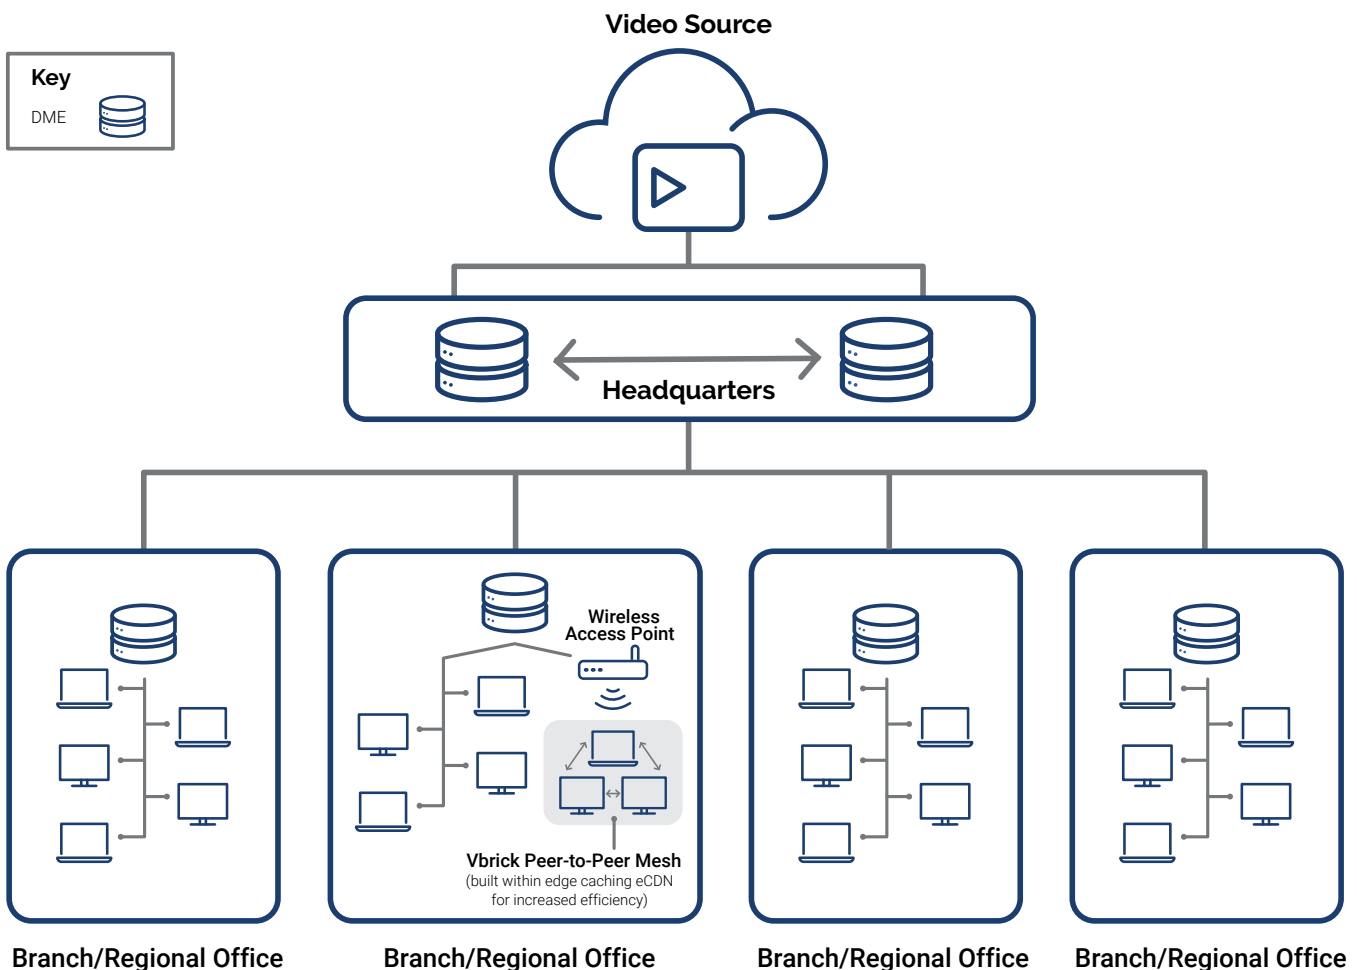 Video Source
Key
DME
Headquarters
Wireless
Access Point
Vbrick Peer-to-Peer Mesh
(built within edge caching eCDN
for increased efficiency)
Branch/Regional Office
Branch/Regional Office
Branch/Regional Office
Branch/Regional Office